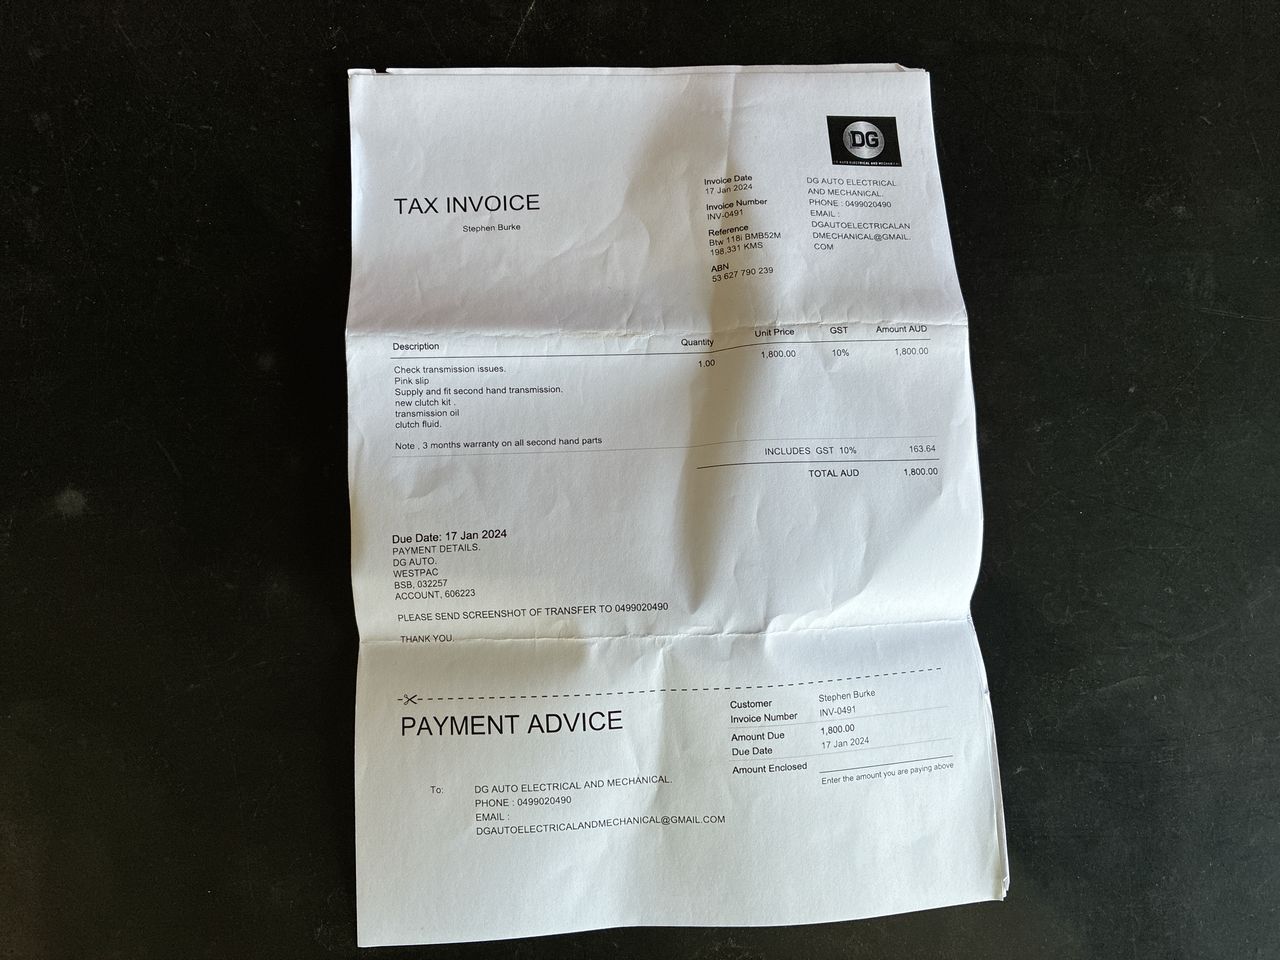 DG
TAX INVOICE
Stephen Burke
Invoice Date
17 Jan 2024
Invoice Number
INV-0491
Reference
Btw 118i BMB52M
198,331 KMS
ABN
53 627 790 239
DG AUTO ELECTRICAL
AND MECHANICAL.
PHONE : 0499020490
EMAIL :
DGAUTOELECTRICALAN
DMECHANICAL@GMAIL.
COM
Description Quantity Unit Price GST Amount AUD
Check transmission issues. 1.00 1,800.00 10% 1,800.00
Pink slip
Supply and fit second hand transmission.
new clutch kit .
transmission oil
clutch fluid.
Note , 3 months warranty on all second hand parts
INCLUDES GST 10% 163.64
TOTAL AUD 1,800.00
Due Date: 17 Jan 2024
PAYMENT DETAILS.
DG AUTO.
WESTPAC
BSB, 032257
ACCOUNT, 606223
PLEASE SEND SCREENSHOT OF TRANSFER TO 0499020490
THANK YOU.
PAYMENT ADVICE
To: DG AUTO ELECTRICAL AND MECHANICAL.
PHONE : 0499020490
EMAIL :
DGAUTOELECTRICALANDMECHANICAL@GMAIL.COM
Customer Stephen Burke
Invoice Number INV-0491
Amount Due 1,800.00
Due Date 17 Jan 2024
Amount Enclosed
Enter the amount you are paying above